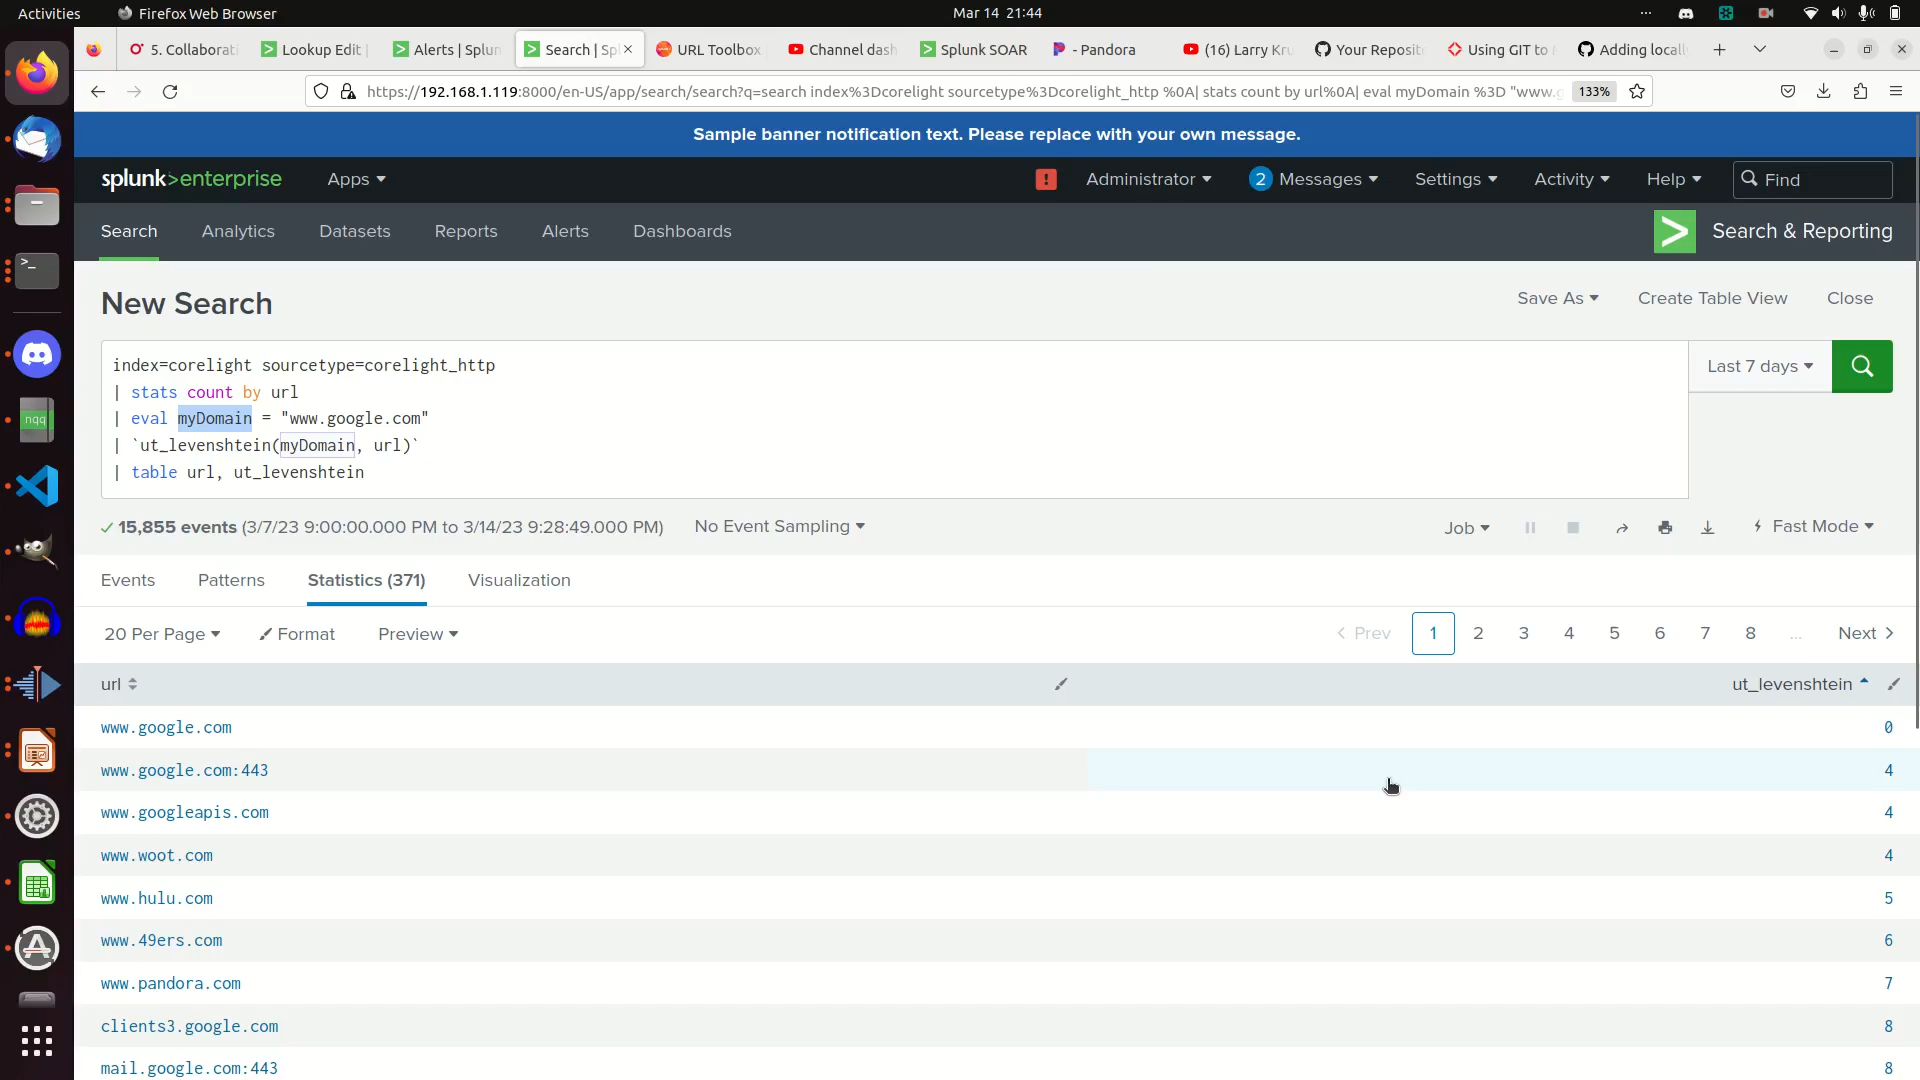 Activities
Firefox Web Browser
Mar 14 21:44
5. Collaborati
Lookup Edit
Alerts | Splun
Search | Spl
URL Toolbox
Channel dash
Splunk SOAR
- Pandora
(16) Larry Kru
Your Reposit
Using GIT to
Adding locall
https://192.168.1.119:8000/en-US/app/search/search?q=search index%3Dcorelight sourcetype%3Dcorelight_http %0A| stats count by url%0A| eval myDomain %3D "www.g
133%
Sample banner notification text. Please replace with your own message.
splunk>enterprise
Apps
Administrator
2 Messages
Settings
Activity
Help
Find
Search
Analytics
Datasets
Reports
Alerts
Dashboards
Search & Reporting
New Search
Save As
Create Table View
Close
index=corelight sourcetype=corelight_http
| stats count by url
| eval myDomain = "www.google.com"
| `ut_levenshtein(myDomain, url)`
| table url, ut_levenshtein
Last 7 days
15,855 events (3/7/23 9:00:00.000 PM to 3/14/23 9:28:49.000 PM)
No Event Sampling
Job
Fast Mode
Events
Patterns
Statistics (371)
Visualization
20 Per Page
Format
Preview
Prev
1
2
3
4
5
6
7
8
...
Next
url
ut_levenshtein
www.google.com
0
www.google.com:443
4
www.googleapis.com
4
www.woot.com
4
www.hulu.com
5
www.49ers.com
6
www.pandora.com
7
clients3.google.com
8
mail.google.com:443
8
nqq